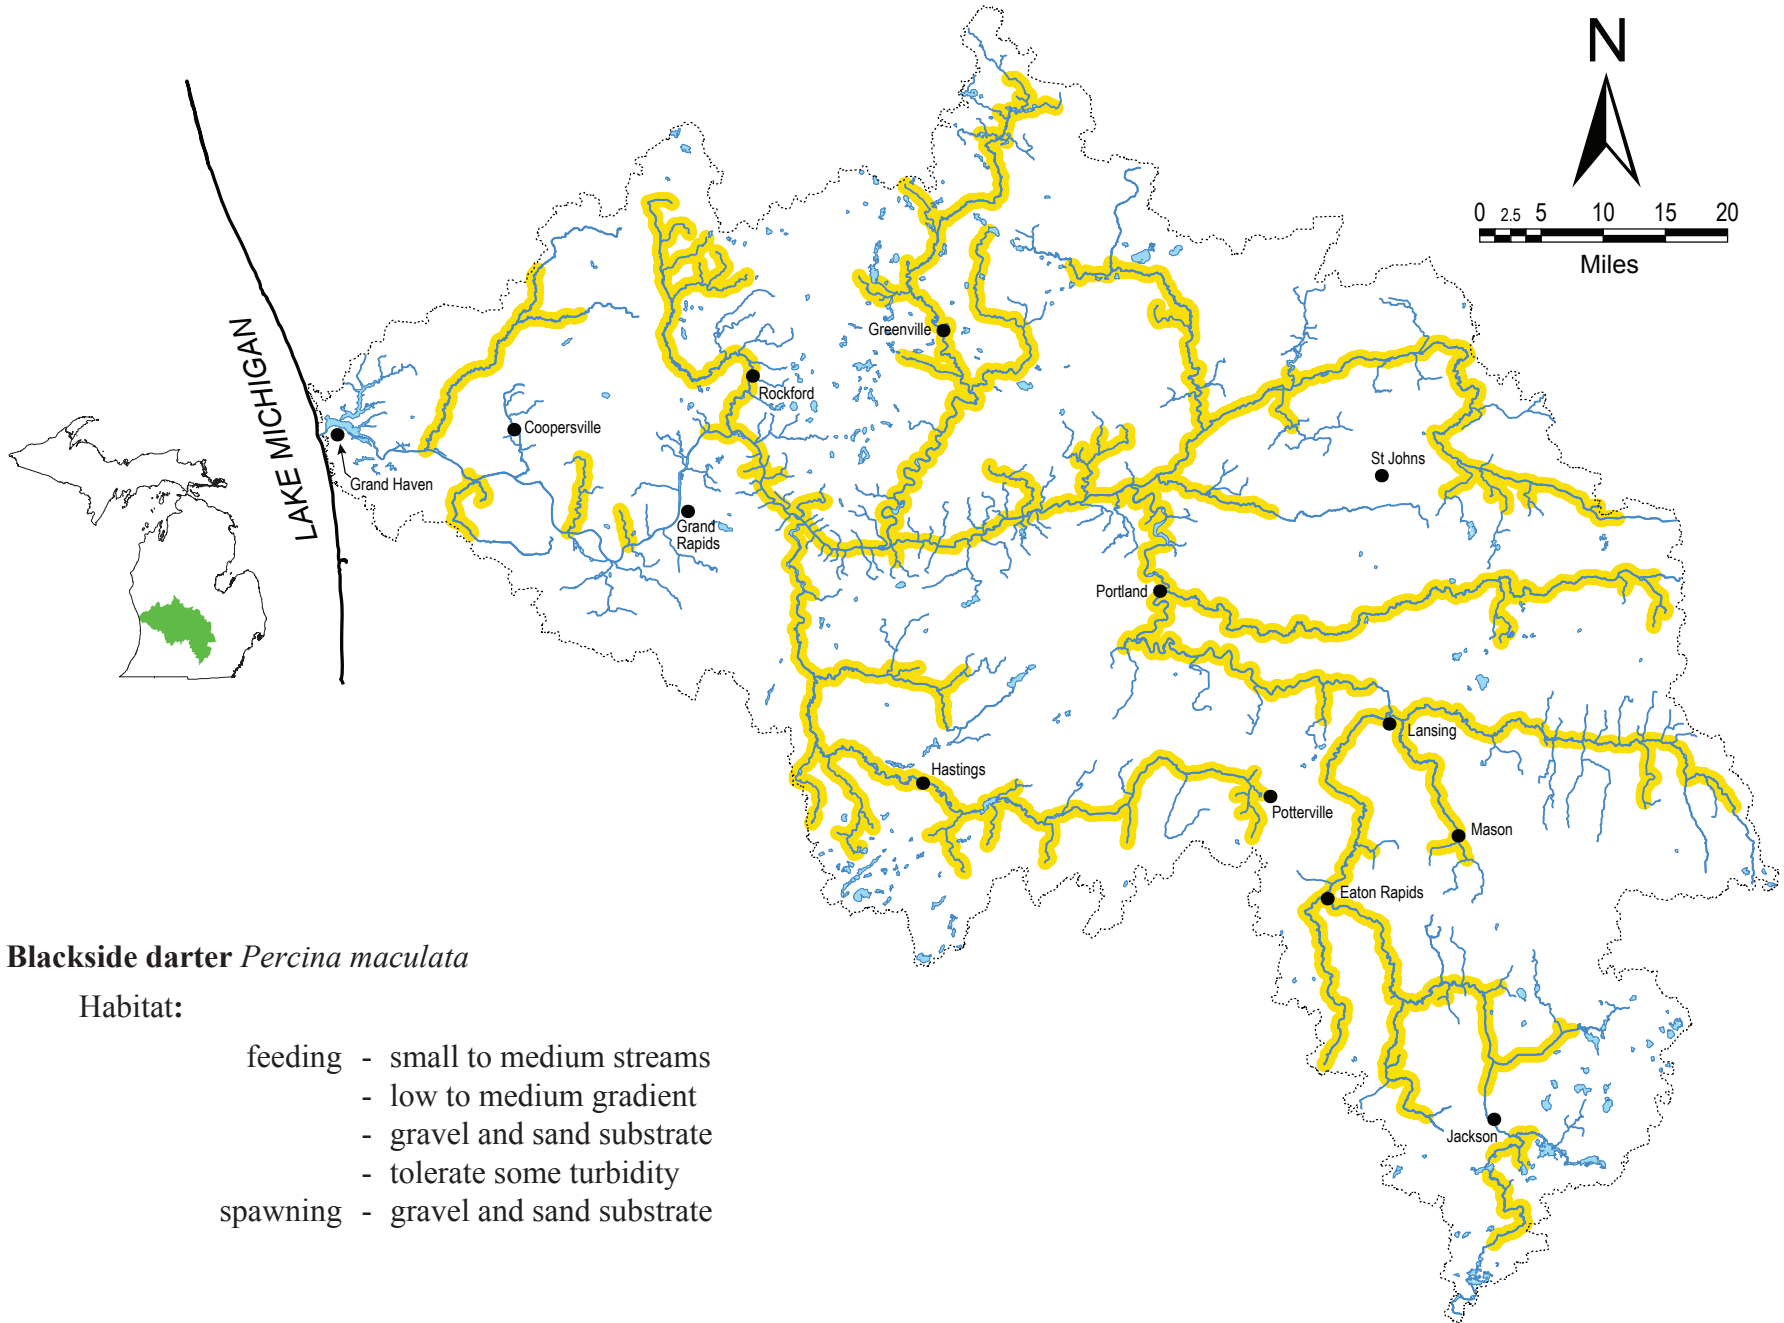 N
0 2.5 5 10 15 20
Miles
LAKE MICHIGAN
Greenville
Rockford
Coopersville
St Johns
Grand Haven
Grand
Rapids
Portland
Lansing
Hastings
Potterville
Mason
Eaton Rapids
Jackson
Blackside darter Percina maculata
Habitat:
feeding - small to medium streams
- low to medium gradient
- gravel and sand substrate
- tolerate some turbidity
spawning - gravel and sand substrate